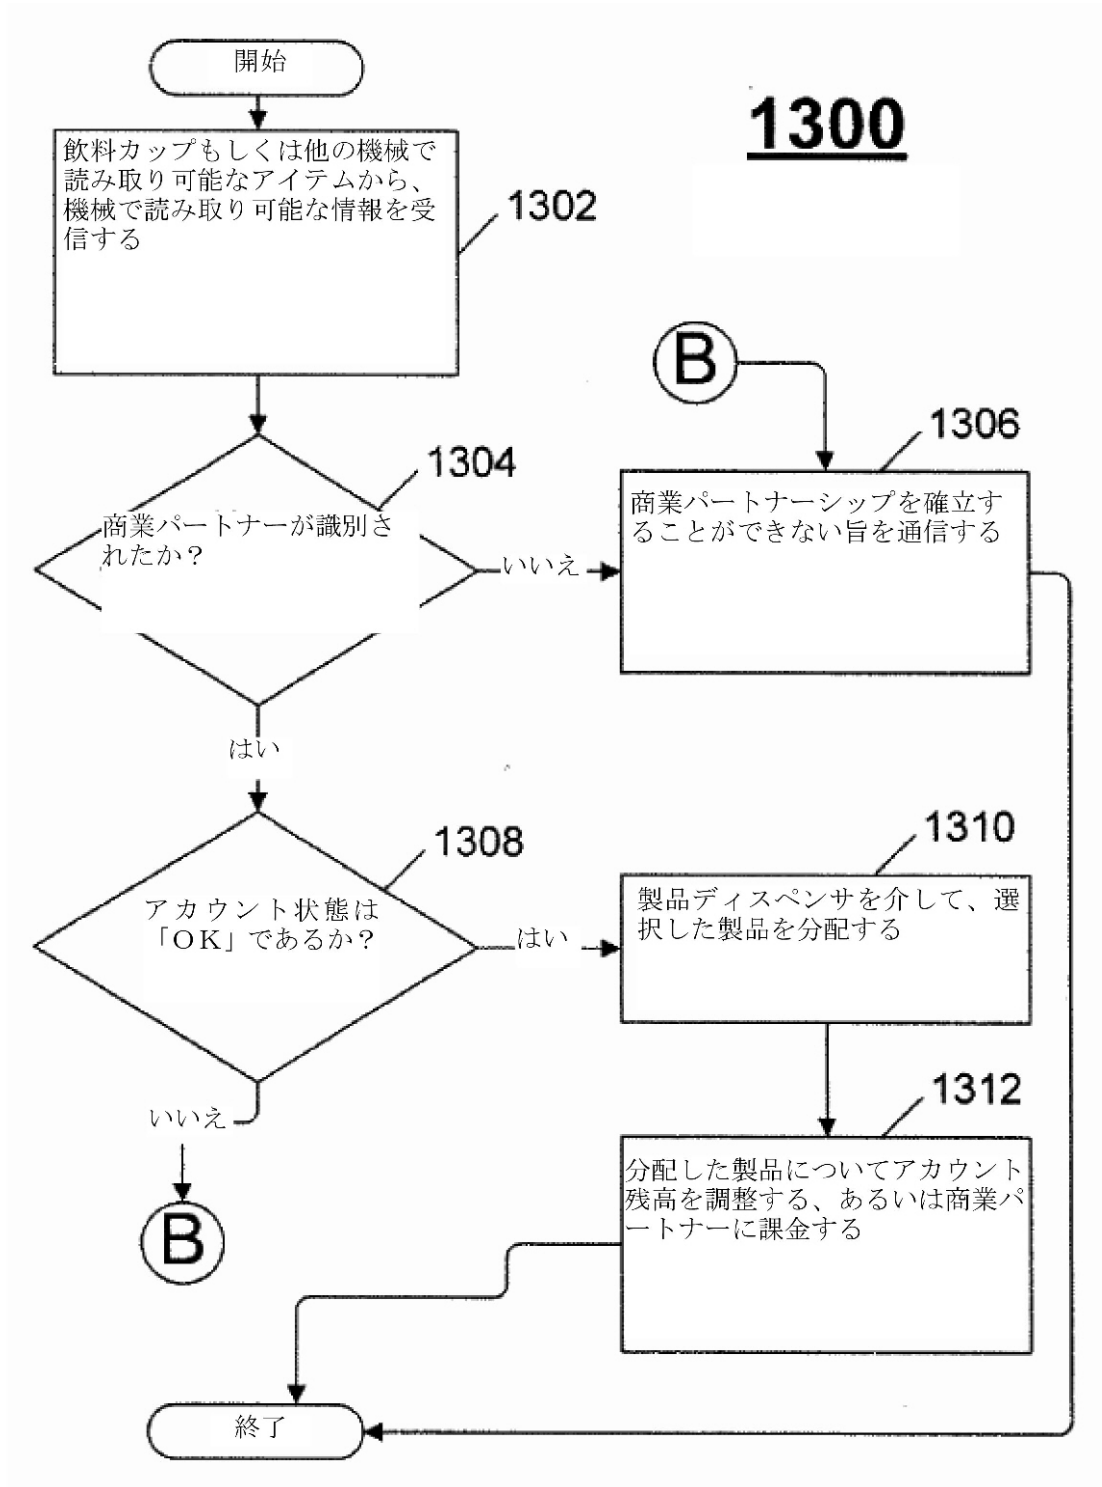 開始
1300
飲料カップもしくは他の機械で
読み取り可能なアイテムから、
機械で読み取り可能な情報を受
信する
1302
B
1306
商業パートナーシップを確立す
ることができない旨を通信する
1304
商業パートナーが識別さ
れたか？
いいえ
はい
1308
アカウント状態は
「ＯＫ」であるか？
はい
1310
製品ディスペンサを介して、選
択した製品を分配する
いいえ
B
1312
分配した製品についてアカウント
残高を調整する、あるいは商業パ
ートナーに課金する
終了